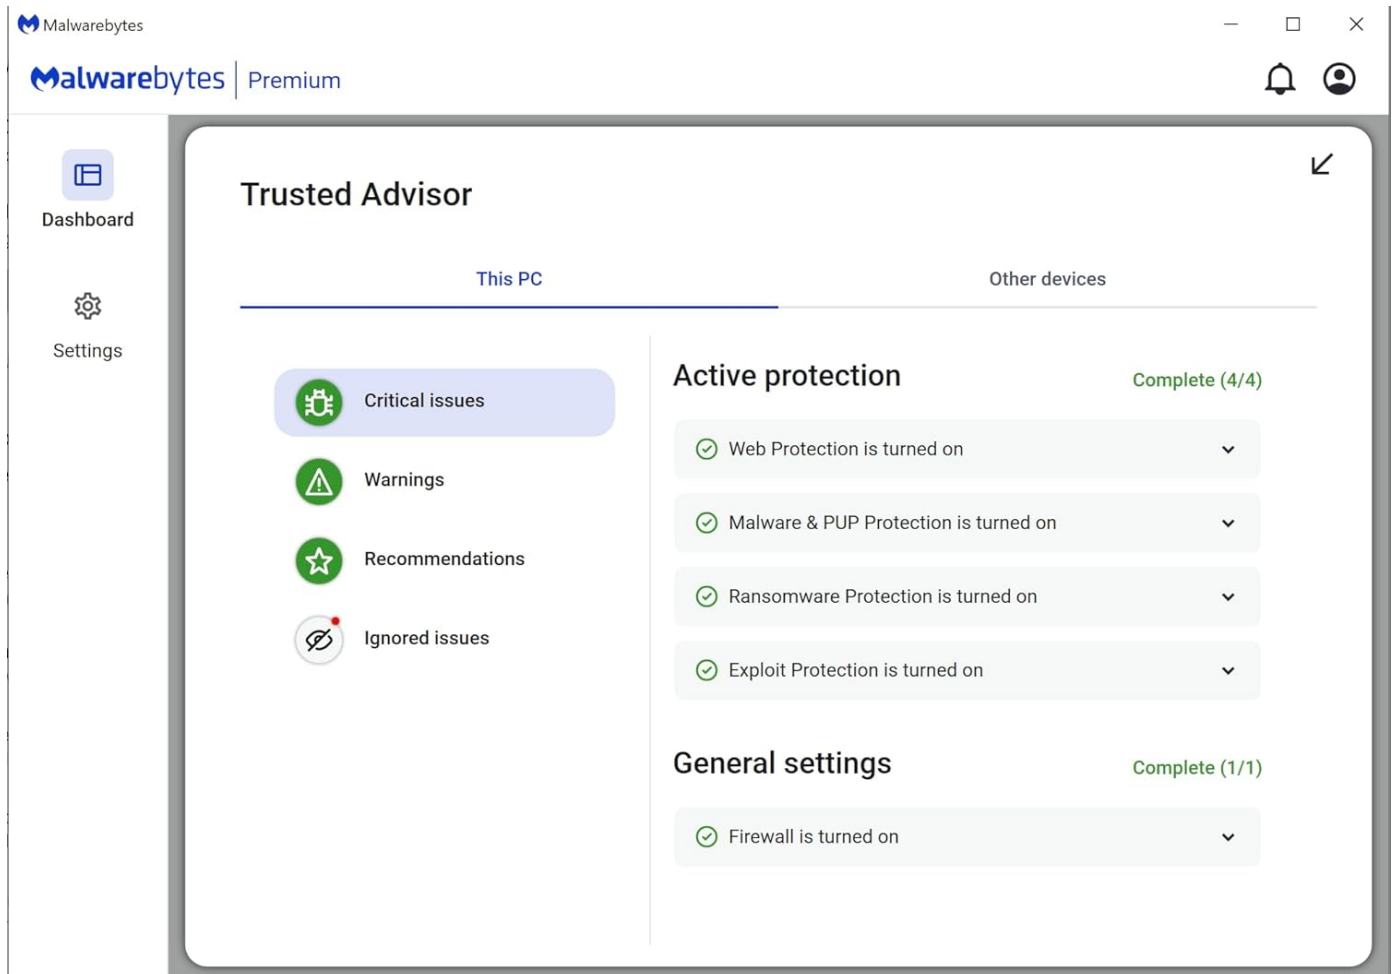 Malwarebytes
Malwarebytes | Premium
Dashboard
Settings
Trusted Advisor
This PC
Other devices
Critical issues
Warnings
Recommendations
Ignored issues
Active protection
Complete (4/4)
Web Protection is turned on
Malware & PUP Protection is turned on
Ransomware Protection is turned on
Exploit Protection is turned on
General settings
Complete (1/1)
Firewall is turned on